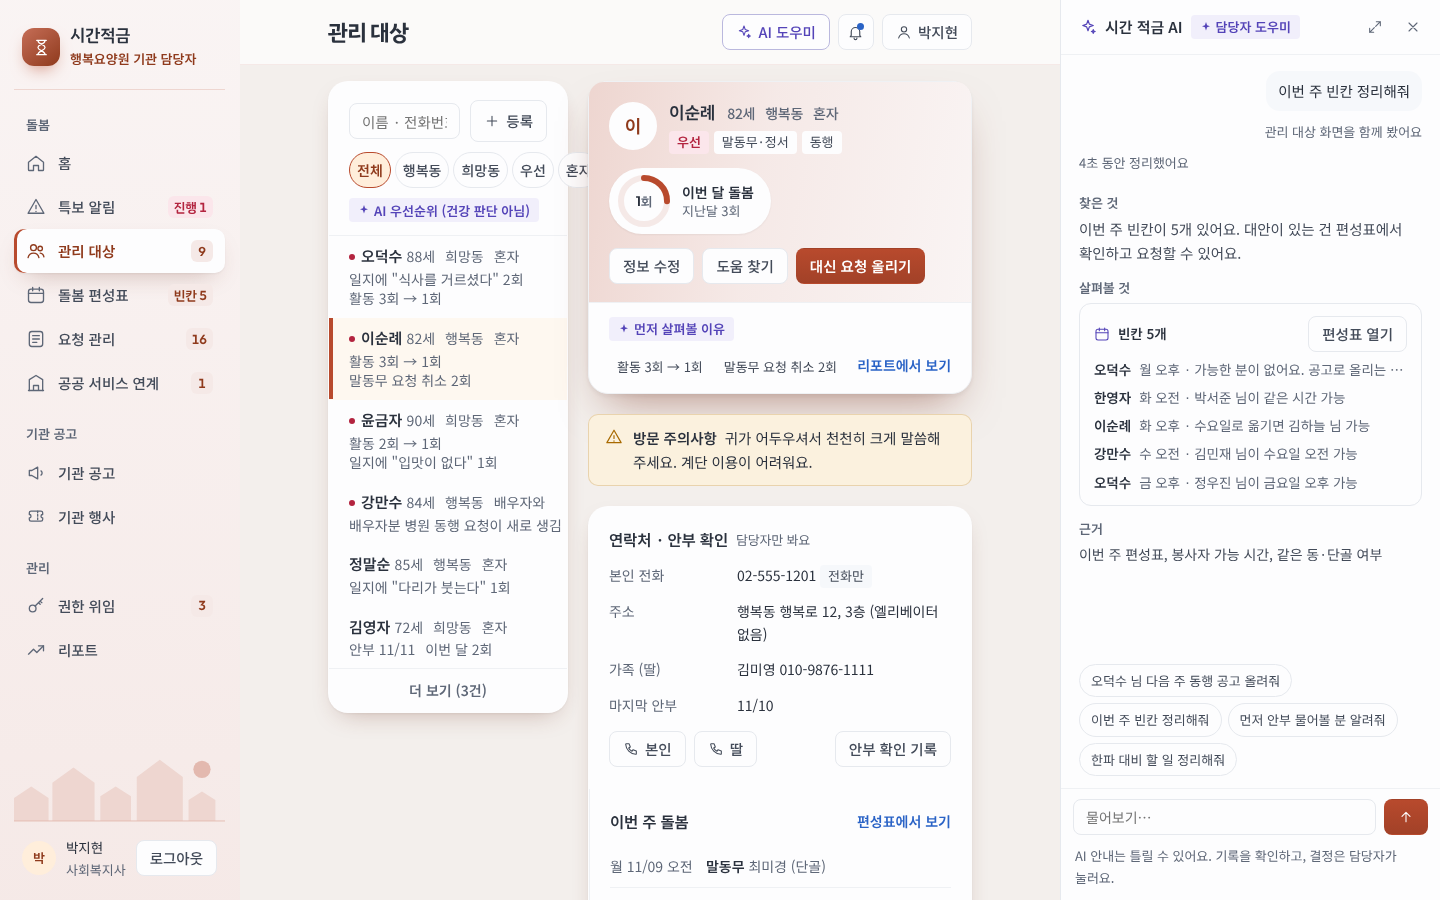 시간적금
행복요양원 기관 담당자
돌봄
홈
특보 알림 진행 1
관리 대상 9
돌봄 편성표 빈칸 5
요청 관리 16
공공 서비스 연계 1
기관 공고
기관 공고
기관 행사
관리
권한 위임 3
리포트
박 박지현
사회복지사
로그아웃
관리 대상
AI 도우미
박지현
이름 · 전화번호
등록
전체 행복동 희망동 우선 혼자
AI 우선순위 (건강 판단 아님)
오덕수 88세 희망동 혼자
일지에 "식사를 거르셨다" 2회
활동 3회 → 1회
이순례 82세 행복동 혼자
활동 3회 → 1회
말동무 요청 취소 2회
윤금자 90세 희망동 혼자
활동 2회 → 1회
일지에 "입맛이 없다" 1회
강만수 84세 행복동 배우자와
배우자분 병원 동행 요청이 새로 생김
정말순 85세 행복동 혼자
일지에 "다리가 붓는다" 1회
김영자 72세 희망동 혼자
안부 11/11 이번 달 2회
더 보기 (3건)
이
이순례 82세 행복동 혼자
우선 말동무·정서 동행
1회
이번 달 돌봄
지난달 3회
정보 수정 도움 찾기 대신 요청 올리기
먼저 살펴볼 이유
활동 3회 → 1회 말동무 요청 취소 2회 리포트에서 보기
방문 주의사항 귀가 어두우셔서 천천히 크게 말씀해
주세요. 계단 이용이 어려워요.
연락처 · 안부 확인 담당자만 봐요
본인 전화 02-555-1201 전화만
주소 행복동 행복로 12, 3층 (엘리베이터
없음)
가족 (딸) 김미영 010-9876-1111
마지막 안부 11/10
본인 딸 안부 확인 기록
이번 주 돌봄 편성표에서 보기
월 11/09 오전 말동무 최미경 (단골)
시간 적금 AI 담당자 도우미
이번 주 빈칸 정리해줘
관리 대상 화면을 함께 봤어요
4초 동안 정리했어요
찾은 것
이번 주 빈칸이 5개 있어요. 대안이 있는 건 편성표에서
확인하고 요청할 수 있어요.
살펴볼 것
빈칸 5개 편성표 열기
오덕수 월 오후 · 가능한 분이 없어요. 공고로 올리는 …
한영자 화 오전 · 박서준 님이 같은 시간 가능
이순례 화 오후 · 수요일로 옮기면 김하늘 님 가능
강만수 수 오전 · 김민재 님이 수요일 오전 가능
오덕수 금 오후 · 정우진 님이 금요일 오후 가능
근거
이번 주 편성표, 봉사자 가능 시간, 같은 동·단골 여부
오덕수 님 다음 주 동행 공고 올려줘
이번 주 빈칸 정리해줘 먼저 안부 물어볼 분 알려줘
한파 대비 할 일 정리해줘
물어보기…
AI 안내는 틀릴 수 있어요. 기록을 확인하고, 결정은 담당자가
눌러요.